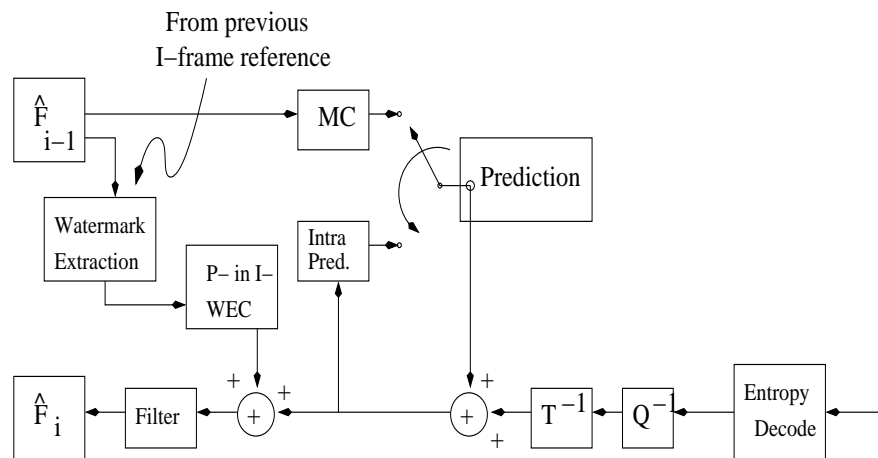 From previous
I–frame reference
F̂
i–1
MC
Prediction
Watermark
Extraction
P– in I–
WEC
Intra
Pred.
+
+
+
+
F̂ i
Filter
+
+
T⁻¹
Q⁻¹
Entropy
Decode